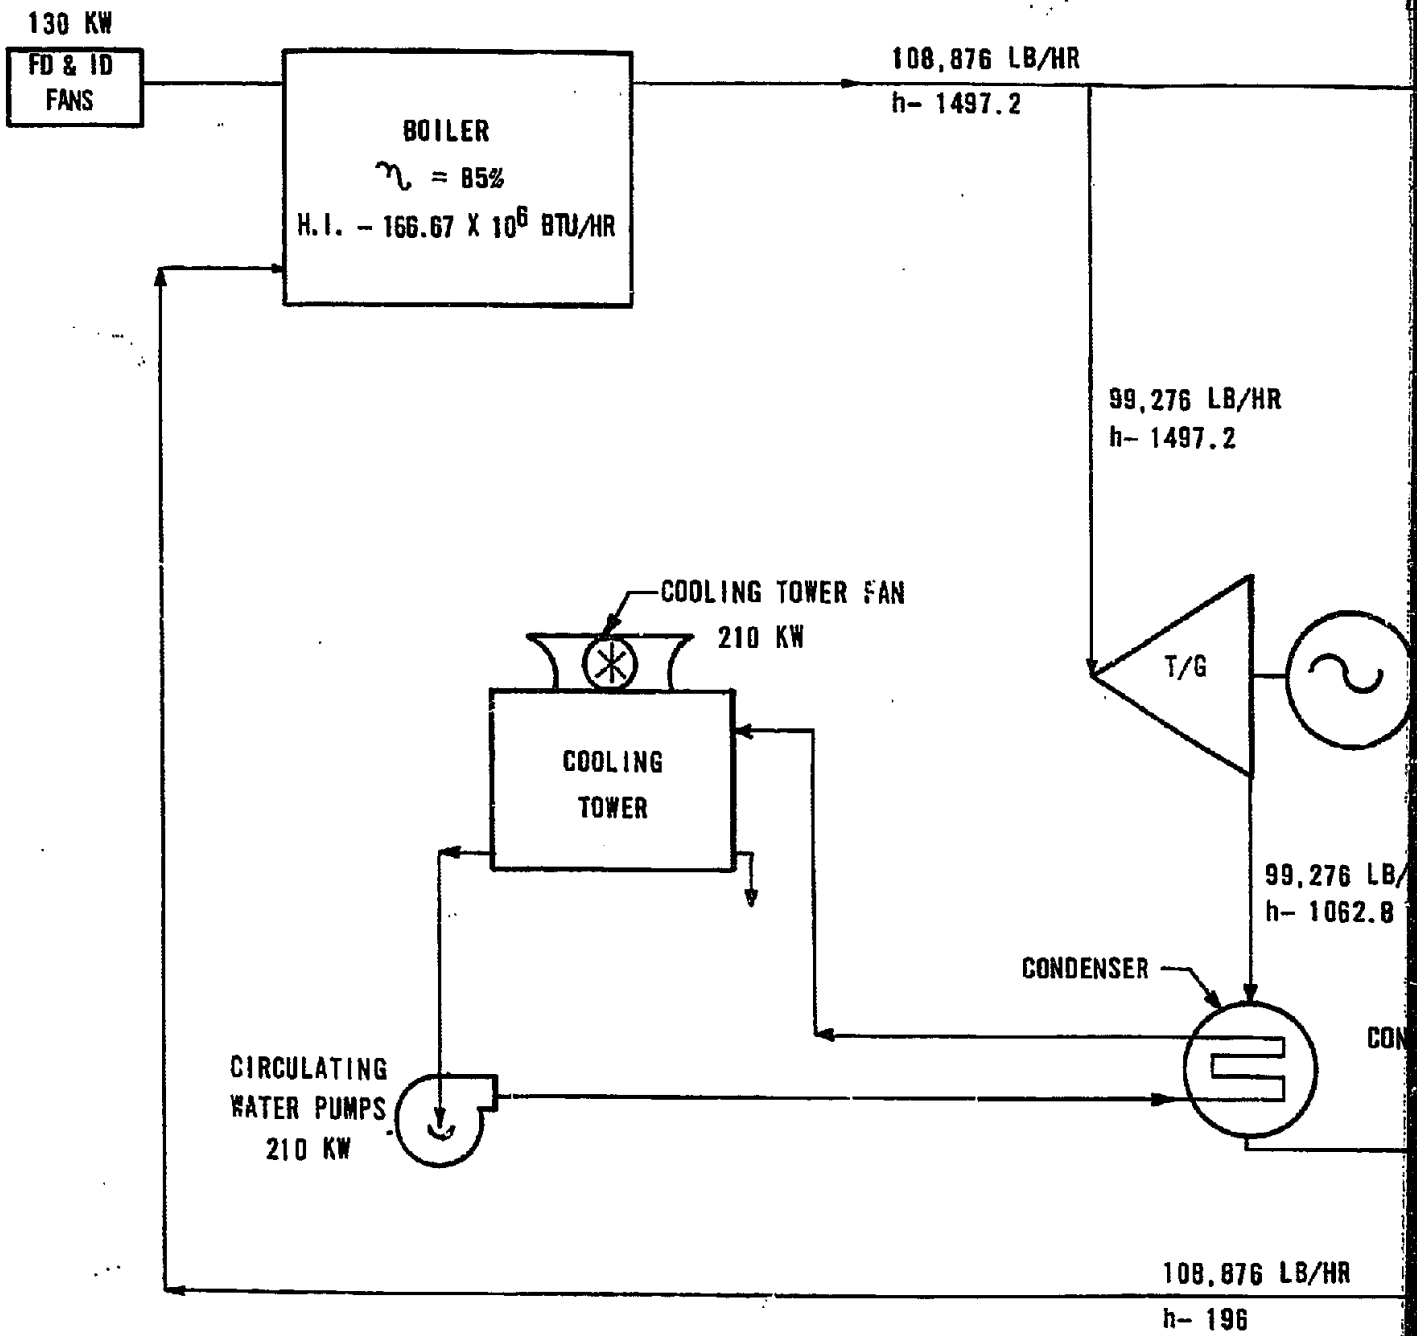 130 KW
FD & ID
FANS
BOILER
η = 85%
H.I. - 166.67 X 10⁶ BTU/HR
108,876 LB/HR
h- 1497.2
99,276 LB/HR
h- 1497.2
COOLING TOWER FAN
210 KW
T/G
COOLING
TOWER
99,276 LB/
h- 1062.8
CONDENSER
CON
CIRCULATING
WATER PUMPS
210 KW
108,876 LB/HR
h- 196